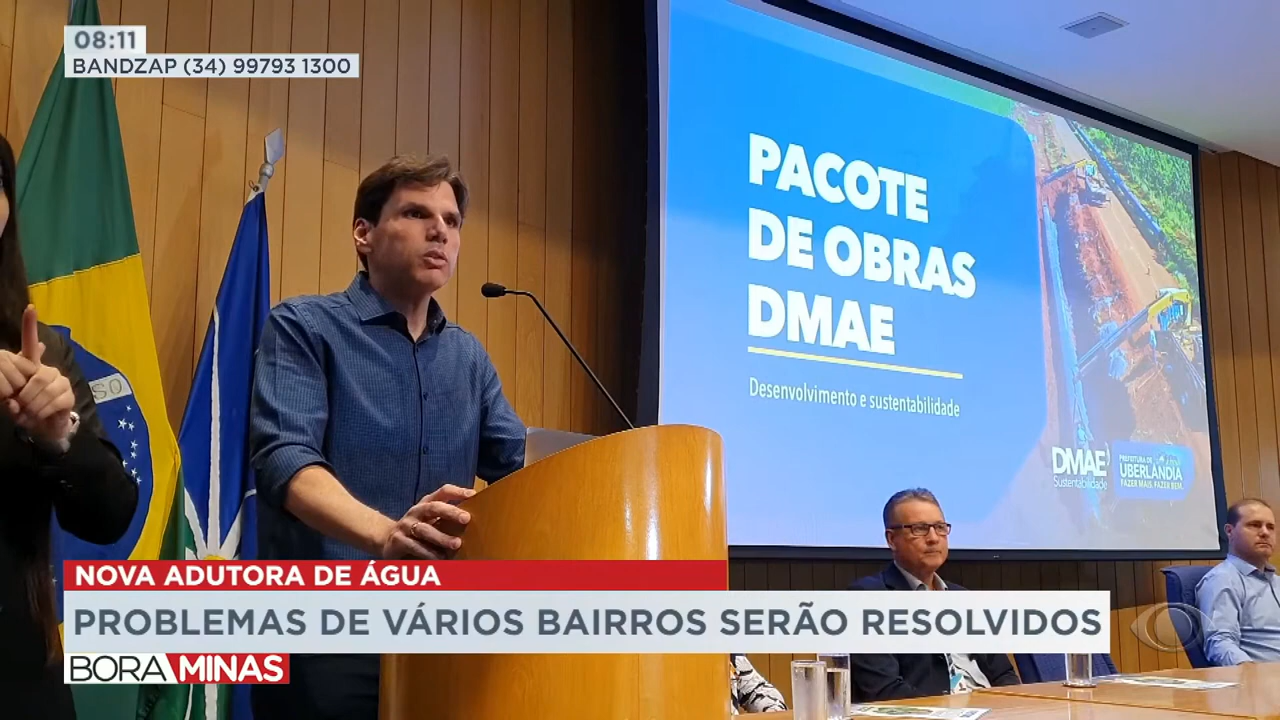 08:11
BANDZAP (34) 99793 1300
PACOTE
DE OBRAS
DMAE
Desenvolvimento e sustentabilidade
DMAE
Sustentabilidade
PREFEITURA DE
UBERLÂNDIA
FAZER MAIS. FAZER BEM.
SO
NOVA ADUTORA DE ÁGUA
PROBLEMAS DE VÁRIOS BAIRROS SERÃO RESOLVIDOS
BORA MINAS